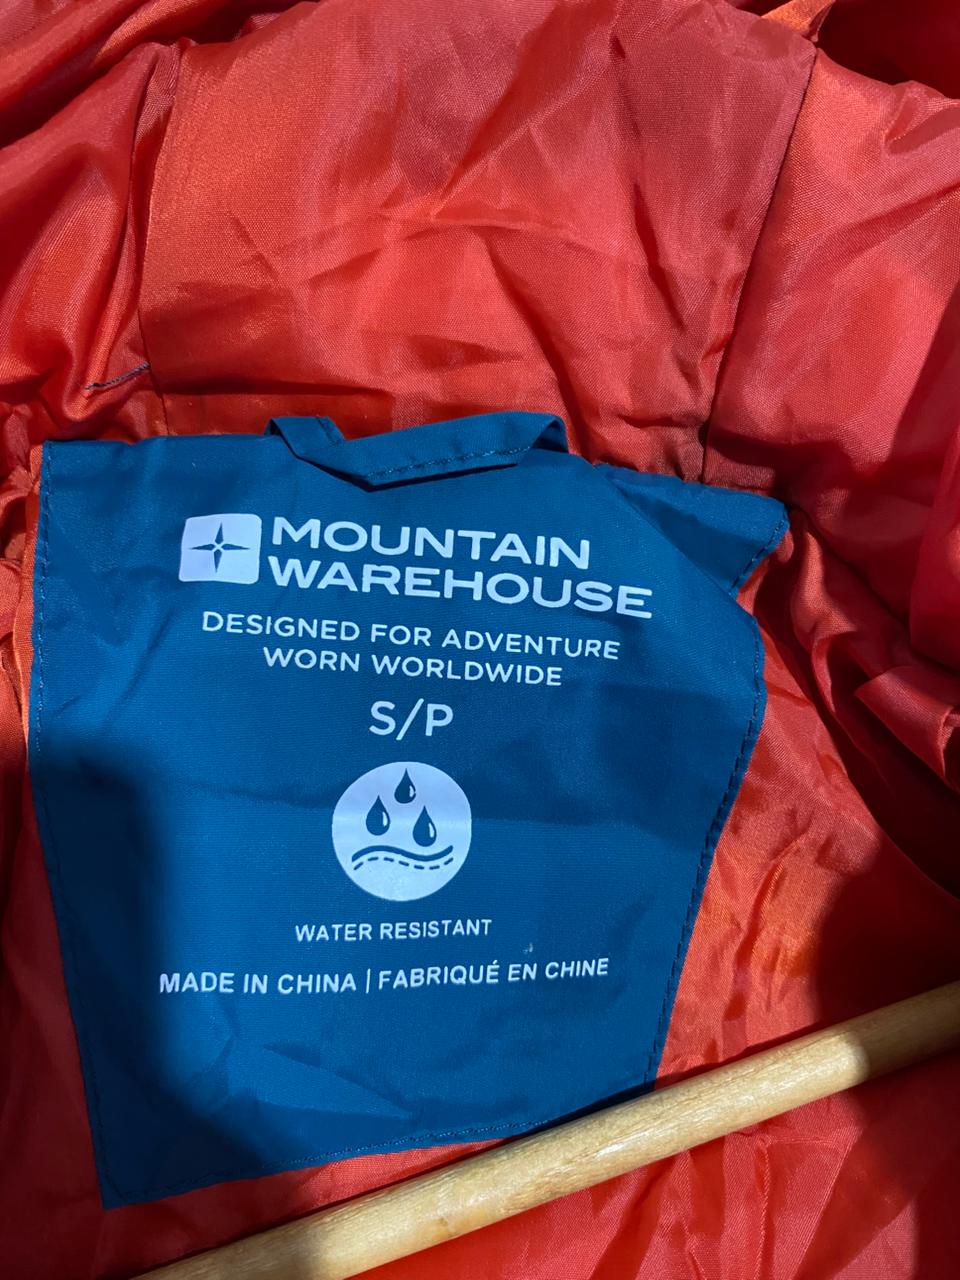 MOUNTAIN
WAREHOUSE
DESIGNED FOR ADVENTURE
WORN WORLDWIDE
S/P
WATER RESISTANT
MADE IN CHINA | FABRIQUÉ EN CHINE